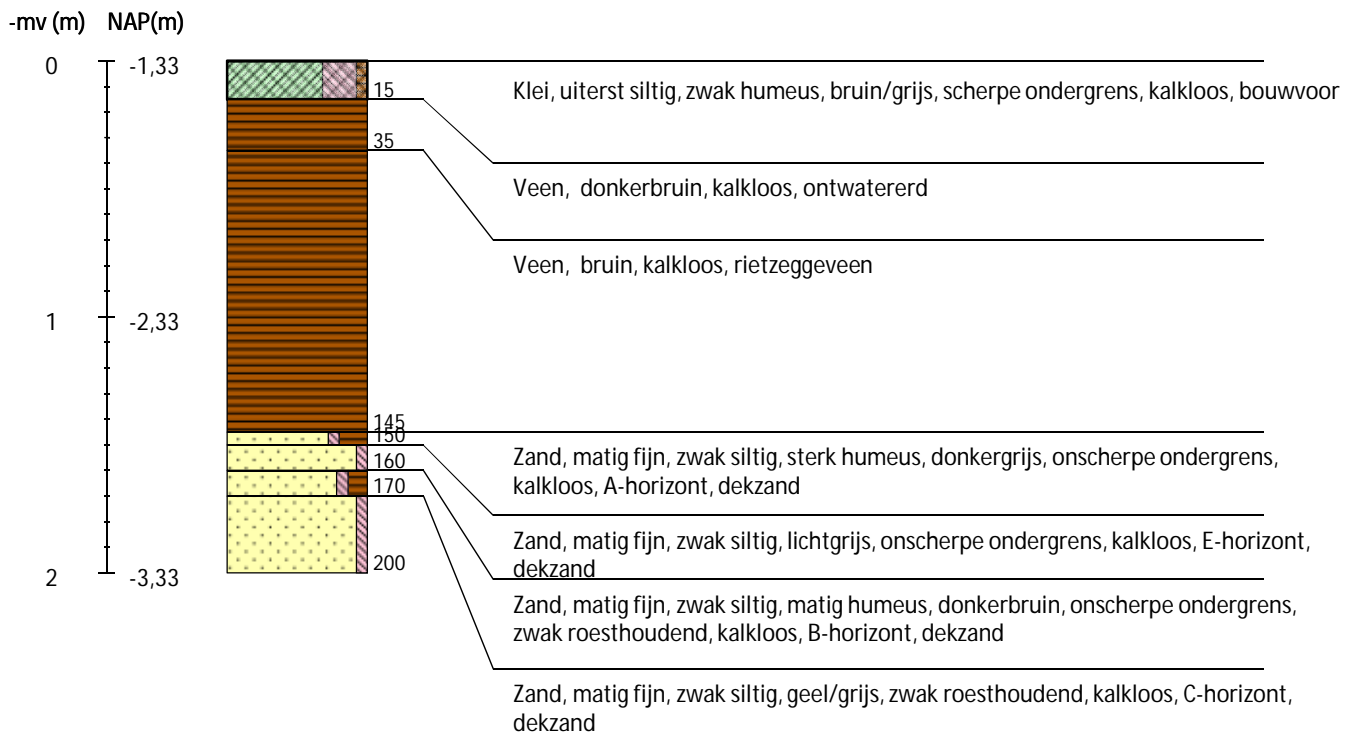 -mv (m) NAP(m)
0 -1,33
15
Klei, uiterst siltig, zwak humeus, bruin/grijs, scherpe ondergrens, kalkloos, bouwvoor
35
Veen, donkerbruin, kalkloos, ontwatererd
Veen, bruin, kalkloos, rietzeggeveen
1 -2,33
145
150
Zand, matig fijn, zwak siltig, sterk humeus, donkergrijs, onscherpe ondergrens,
kalkloos, A-horizont, dekzand
160
170
Zand, matig fijn, zwak siltig, lichtgrijs, onscherpe ondergrens, kalkloos, E-horizont,
dekzand
200
2 -3,33
Zand, matig fijn, zwak siltig, matig humeus, donkerbruin, onscherpe ondergrens,
zwak roesthoudend, kalkloos, B-horizont, dekzand
Zand, matig fijn, zwak siltig, geel/grijs, zwak roesthoudend, kalkloos, C-horizont,
dekzand